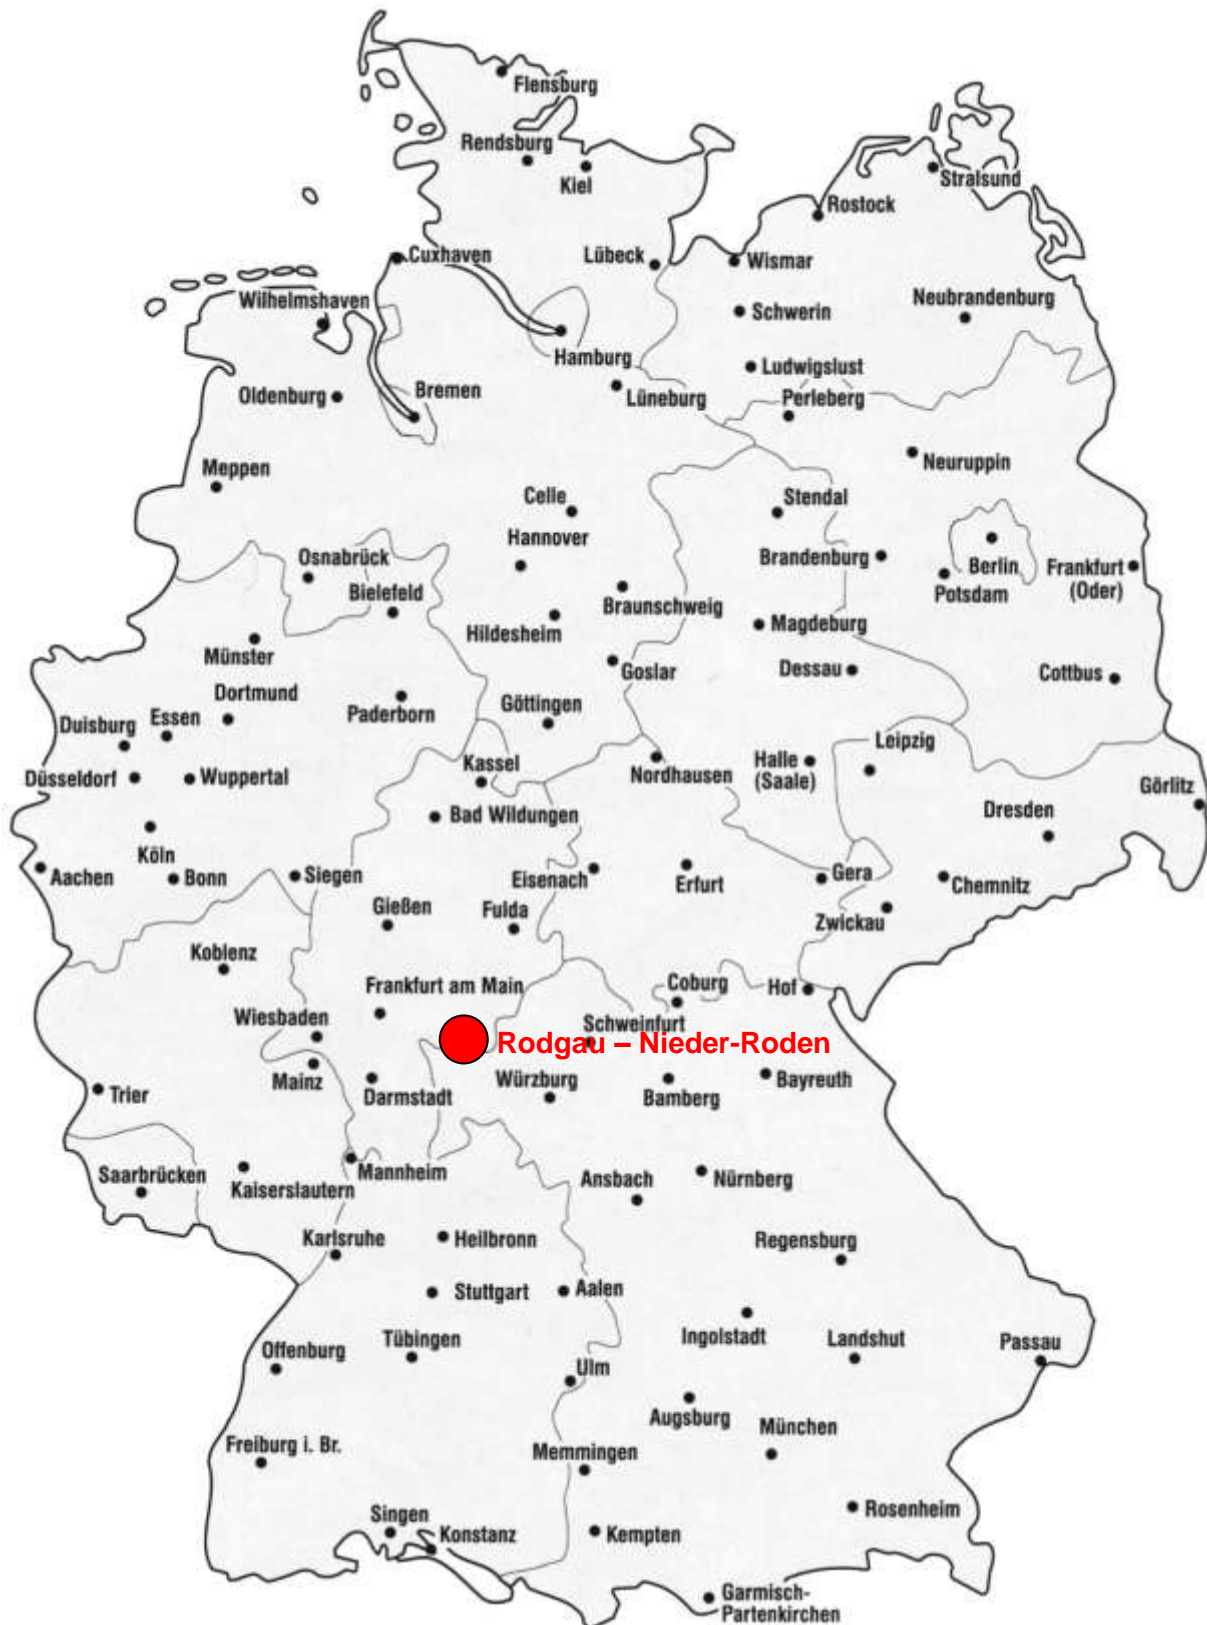 Flensburg
Rendsburg
Kiel
Stralsund
Rostock
Cuxhaven
Lübeck
Wismar
Wilhelmshaven
Schwerin
Neubrandenburg
Hamburg
Ludwigslust
Oldenburg
Bremen
Lüneburg
Perleberg
Meppen
Neuruppin
Celle
Stendal
Hannover
Osnabrück
Brandenburg
Berlin
Frankfurt
(Oder)
Bielefeld
Potsdam
Braunschweig
Hildesheim
Magdeburg
Münster
Goslar
Dessau
Cottbus
Dortmund
Paderborn
Göttingen
Duisburg
Essen
Leipzig
Düsseldorf
Wuppertal
Kassel
Nordhausen
Halle
(Saale)
Görlitz
Bad Wildungen
Dresden
Köln
Aachen
Bonn
Siegen
Eisenach
Erfurt
Gera
Chemnitz
Gießen
Fulda
Zwickau
Koblenz
Frankfurt am Main
Coburg
Hof
Wiesbaden
Schweinfurt
Rodgau – Nieder-Roden
Mainz
Darmstadt
Würzburg
Bamberg
Bayreuth
Trier
Saarbrücken
Kaiserslautern
Mannheim
Ansbach
Nürnberg
Karlsruhe
Heilbronn
Regensburg
Stuttgart
Aalen
Offenburg
Tübingen
Ingolstadt
Landshut
Passau
Ulm
Augsburg
München
Freiburg i. Br.
Memmingen
Rosenheim
Singen
Konstanz
Kempten
Garmisch-
Partenkirchen